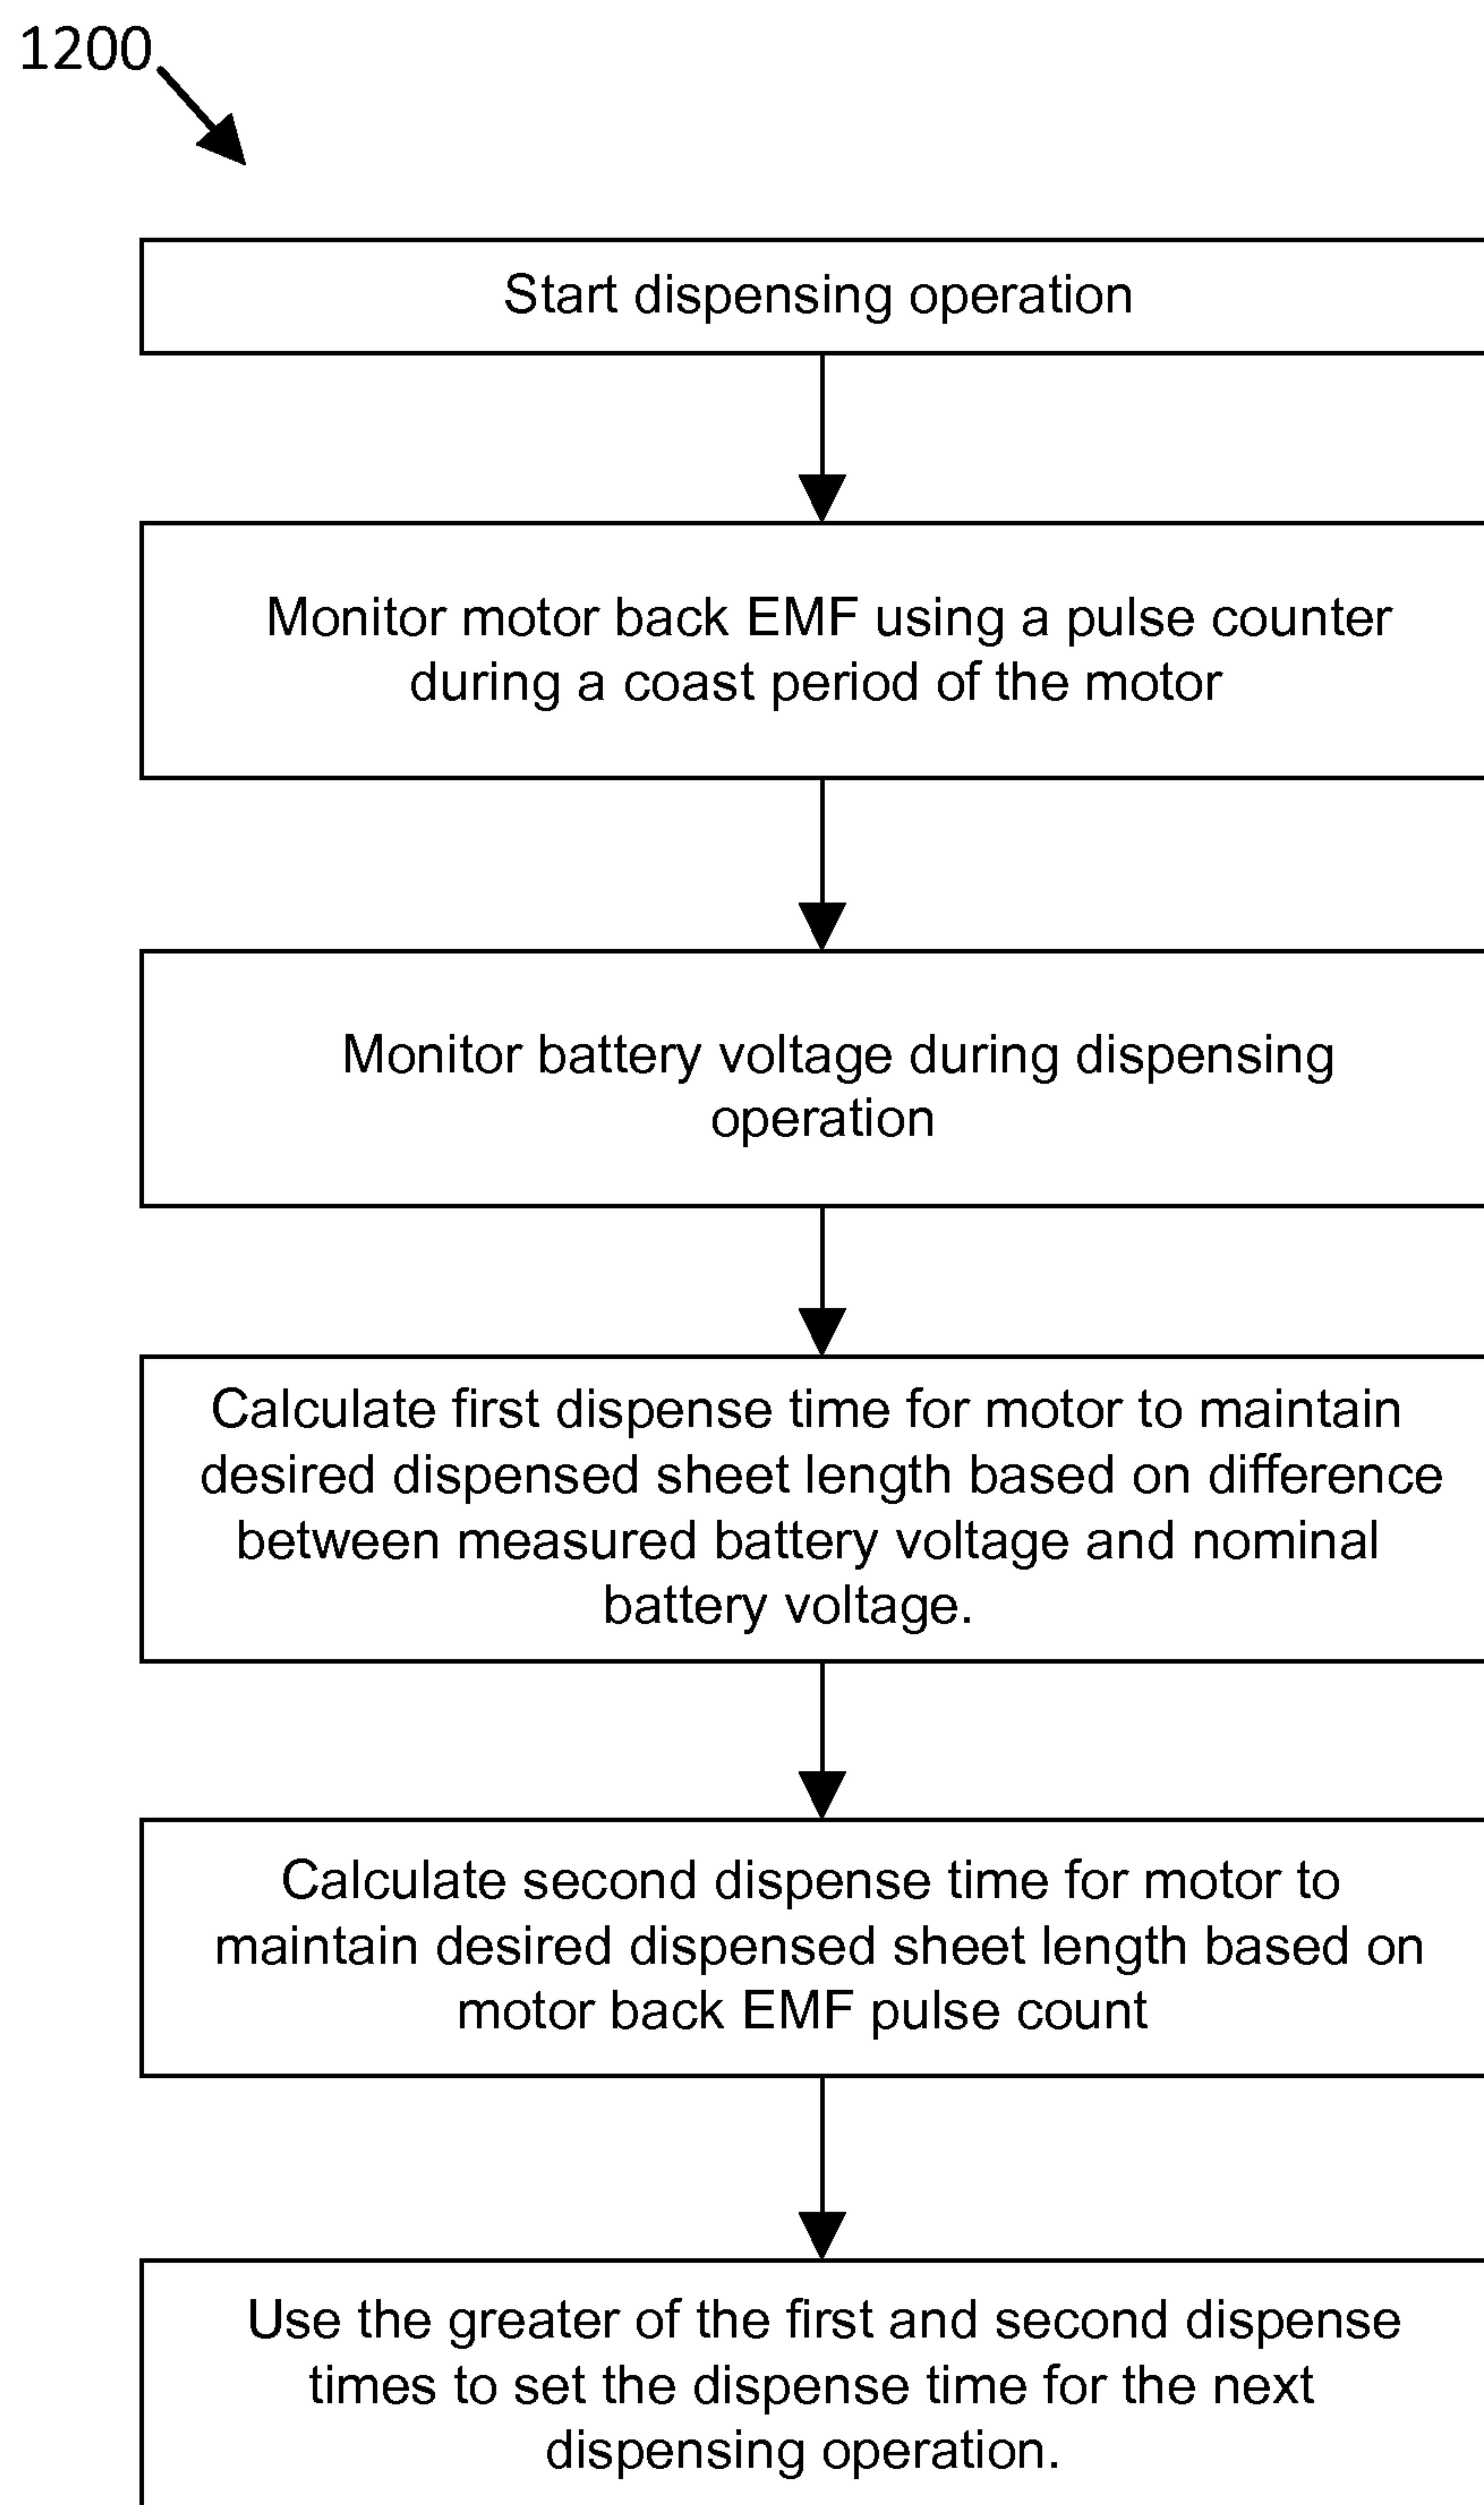 1200
Start dispensing operation
Monitor motor back EMF using a pulse counter
during a coast period of the motor
Monitor battery voltage during dispensing
operation
Calculate first dispense time for motor to maintain
desired dispensed sheet length based on difference
between measured battery voltage and nominal
battery voltage.
Calculate second dispense time for motor to
maintain desired dispensed sheet length based on
motor back EMF pulse count
Use the greater of the first and second dispense
times to set the dispense time for the next
dispensing operation.